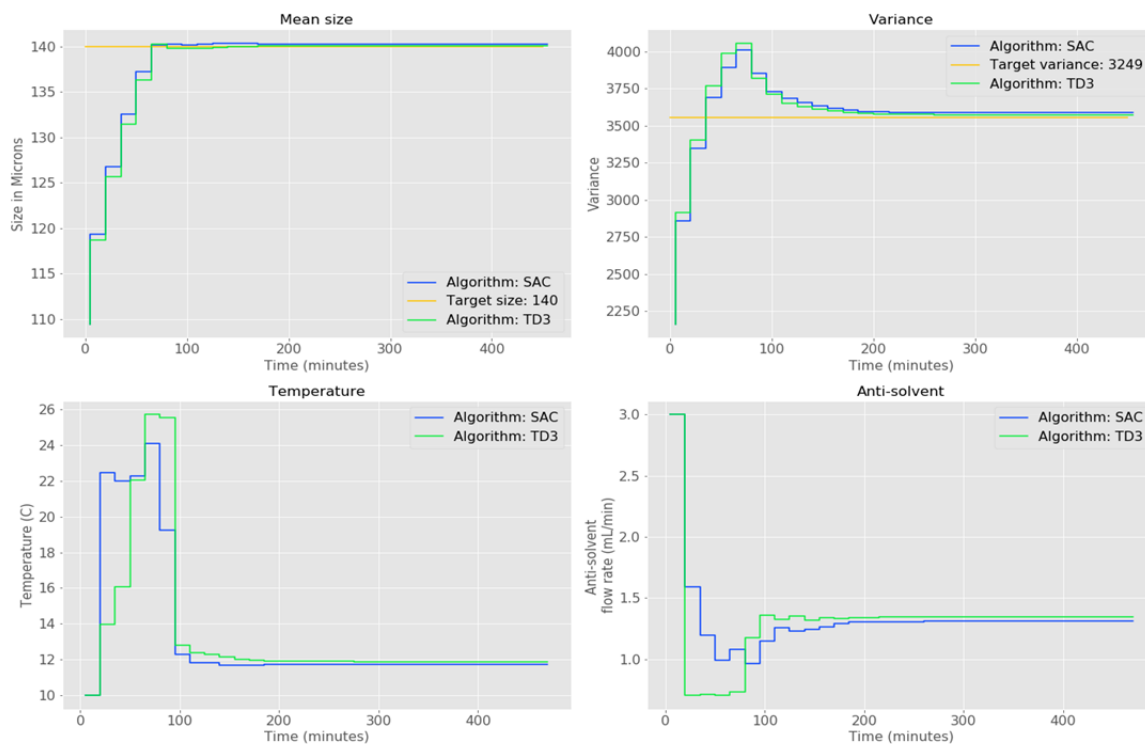 Mean size
140
135
130
125
120
115
110
Size in Microns
0
100
200
300
400
Time (minutes)
Algorithm: SAC
Target size: 140
Algorithm: TD3
Variance
4000
3750
3500
3250
3000
2750
2500
2250
Variance
0
100
200
300
400
Time (minutes)
Algorithm: SAC
Target variance: 3249
Algorithm: TD3
Temperature
26
24
22
20
18
16
14
12
10
Temperature (C)
0
100
200
300
400
Time (minutes)
Algorithm: SAC
Algorithm: TD3
Anti-solvent
3.0
2.5
2.0
1.5
1.0
Anti-solvent
flow rate (mL/min)
0
100
200
300
400
Time (minutes)
Algorithm: SAC
Algorithm: TD3